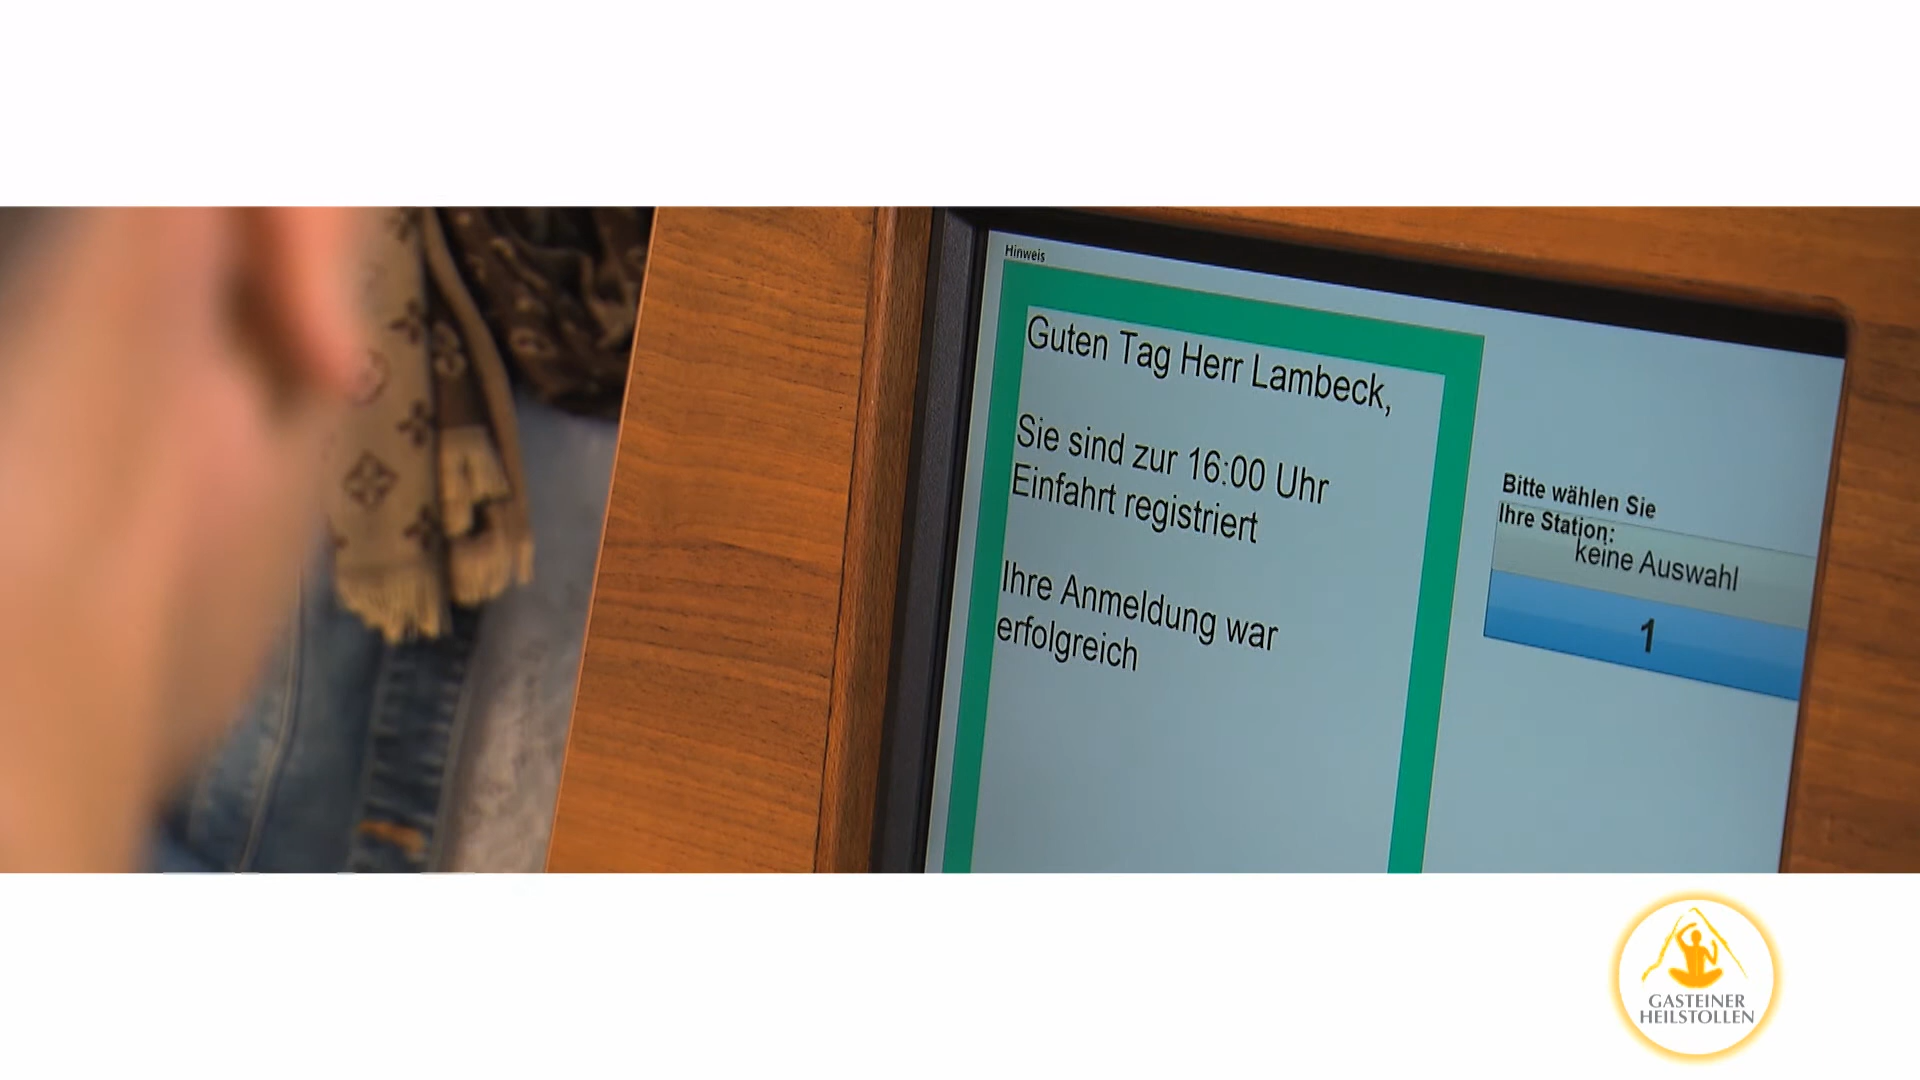 Hinweis
Guten Tag Herr Lambeck,
Sie sind zur 16:00 Uhr
Einfahrt registriert
Ihre Anmeldung war
erfolgreich
Bitte wählen Sie
Ihre Station:
keine Auswahl
1
GASTEINER
HEILSTOLLEN